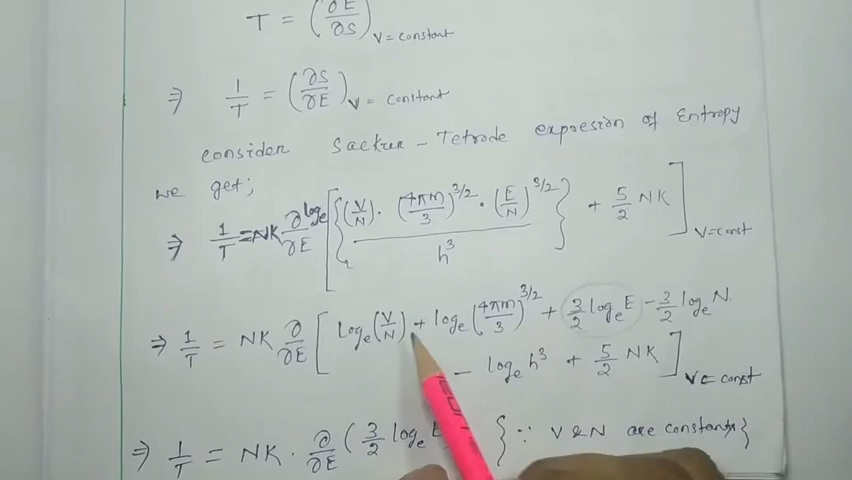 T = (∂E/∂S)V=constant
⇒ 1/T = (∂S/∂E)V=constant
consider Sackur-Tetrode expresion of Entropy
we get;
⇒ 1/T = NK ∂/∂E loge [{(V/N)·(4πm/3)^3/2·(E/N)^3/2 / h^3} + 5/2 NK]V=const
⇒ 1/T = NK ∂/∂E [loge(V/N) + loge(4πm/3)^3/2 + 3/2 loge E - 3/2 loge N
- loge h^3 + 5/2 NK]V=const
⇒ 1/T = NK · ∂/∂E (3/2 loge E {∵ V & N are constants}